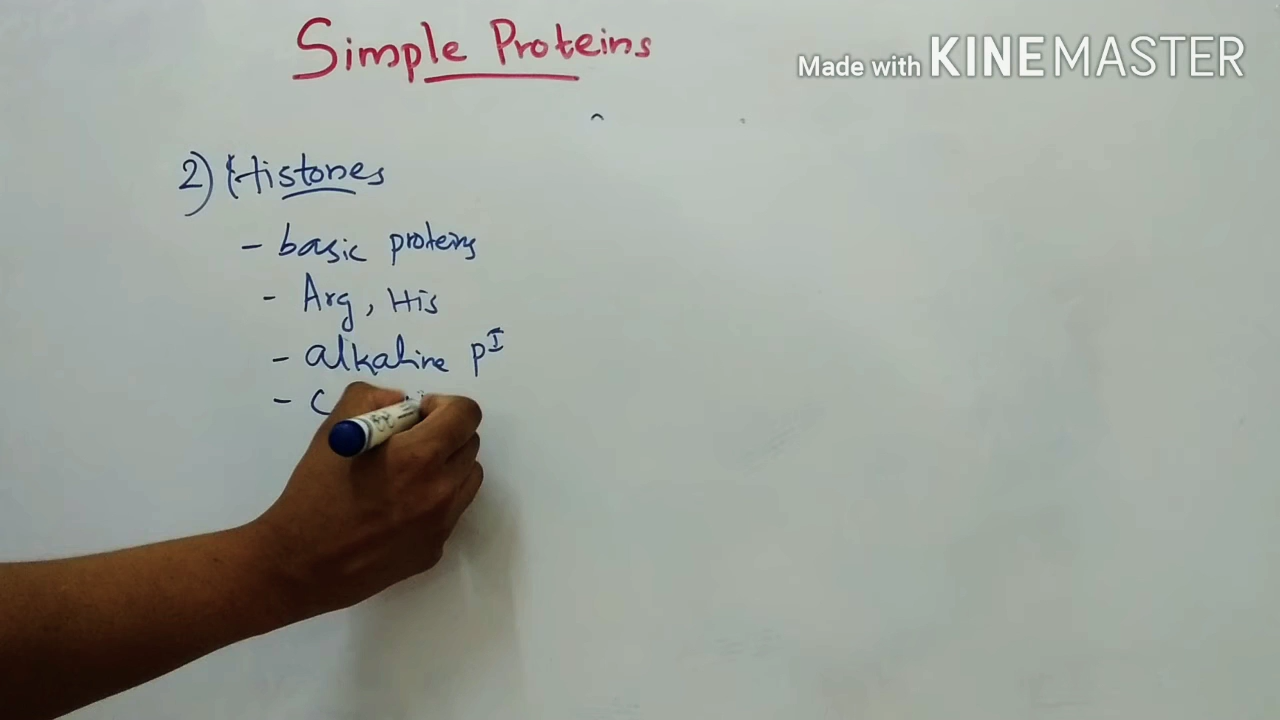 Simple Proteins
Made with KINEMASTER
2) Histones
- basic proteins
- Arg, His
- alkaline pI
- C